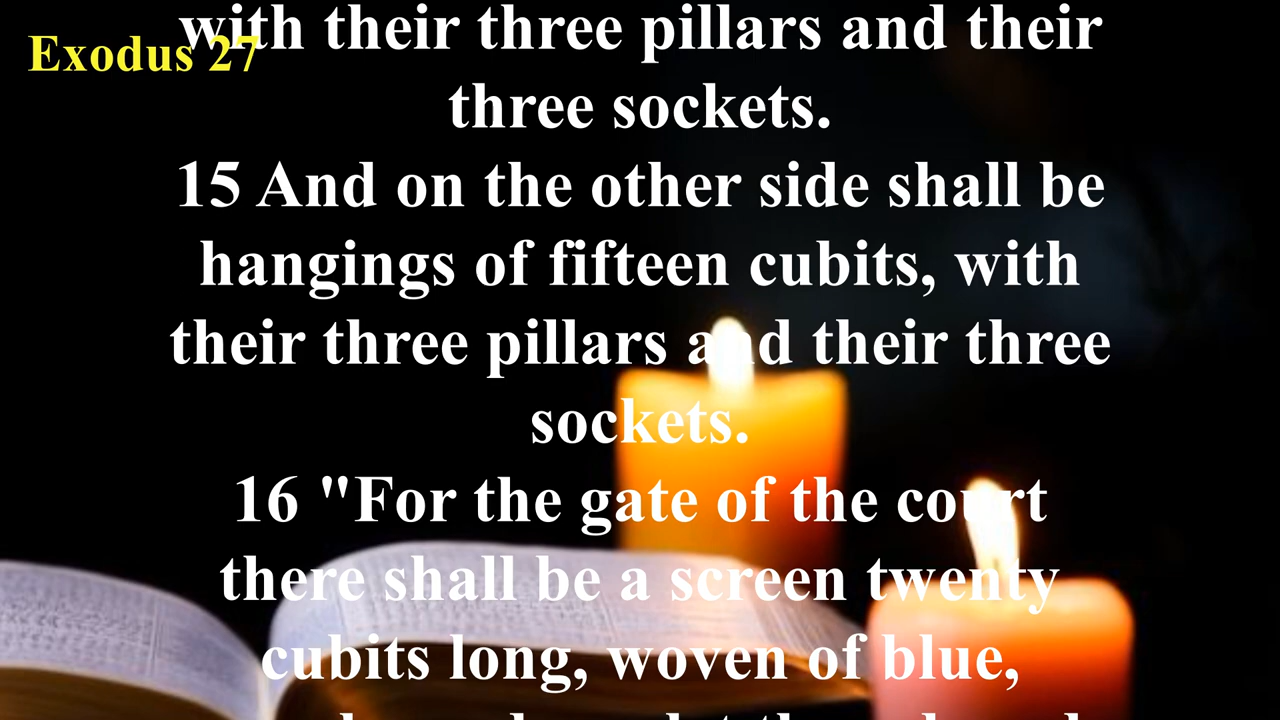 Exodus 27
with their three pillars and their
three sockets.
15 And on the other side shall be
hangings of fifteen cubits, with
their three pillars and their three
sockets.
16 "For the gate of the court
there shall be a screen twenty
cubits long, woven of blue,